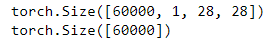 torch.Size([60000, 1, 28, 28])
torch.Size([60000])